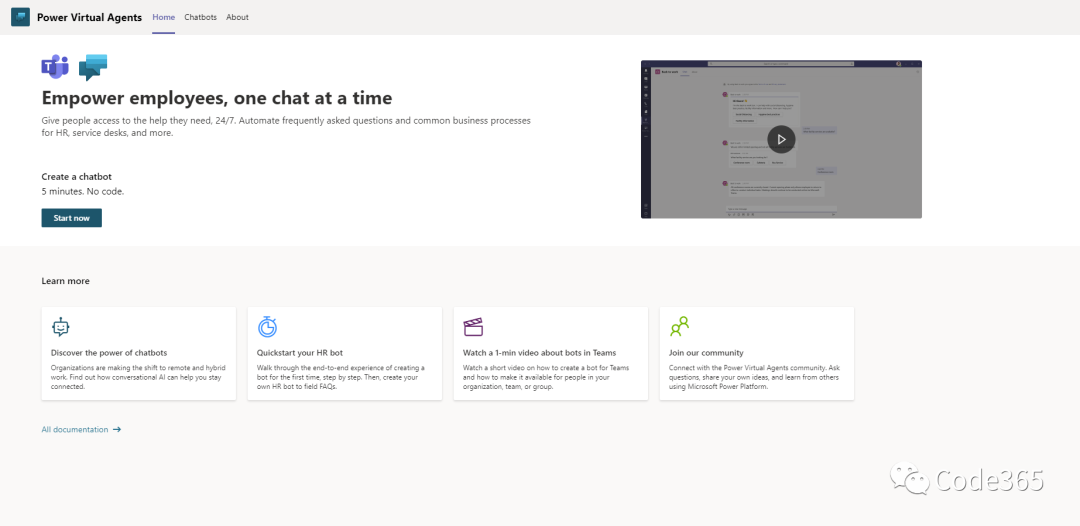 Power Virtual Agents Home Chatbots About
Empower employees, one chat at a time
Give people access to the help they need, 24/7. Automate frequently asked questions and common business processes
for HR, service desks, and more.
Create a chatbot
5 minutes. No code.
Start now
Learn more
Discover the power of chatbots
Organizations are making the shift to remote and hybrid
work. Find out how conversational AI can help you stay
connected.
Quickstart your HR bot
Walk through the end-to-end experience of creating a
bot for the first time, step by step. Then, create your
own HR bot to field FAQs.
Watch a 1-min video about bots in Teams
Watch a short video on how to create a bot for Teams
and how to make it available for people in your
organization, team, or group.
Join our community
Connect with the Power Virtual Agents community. Ask
questions, share your own ideas, and learn from others
using Microsoft Power Platform.
All documentation
Code365